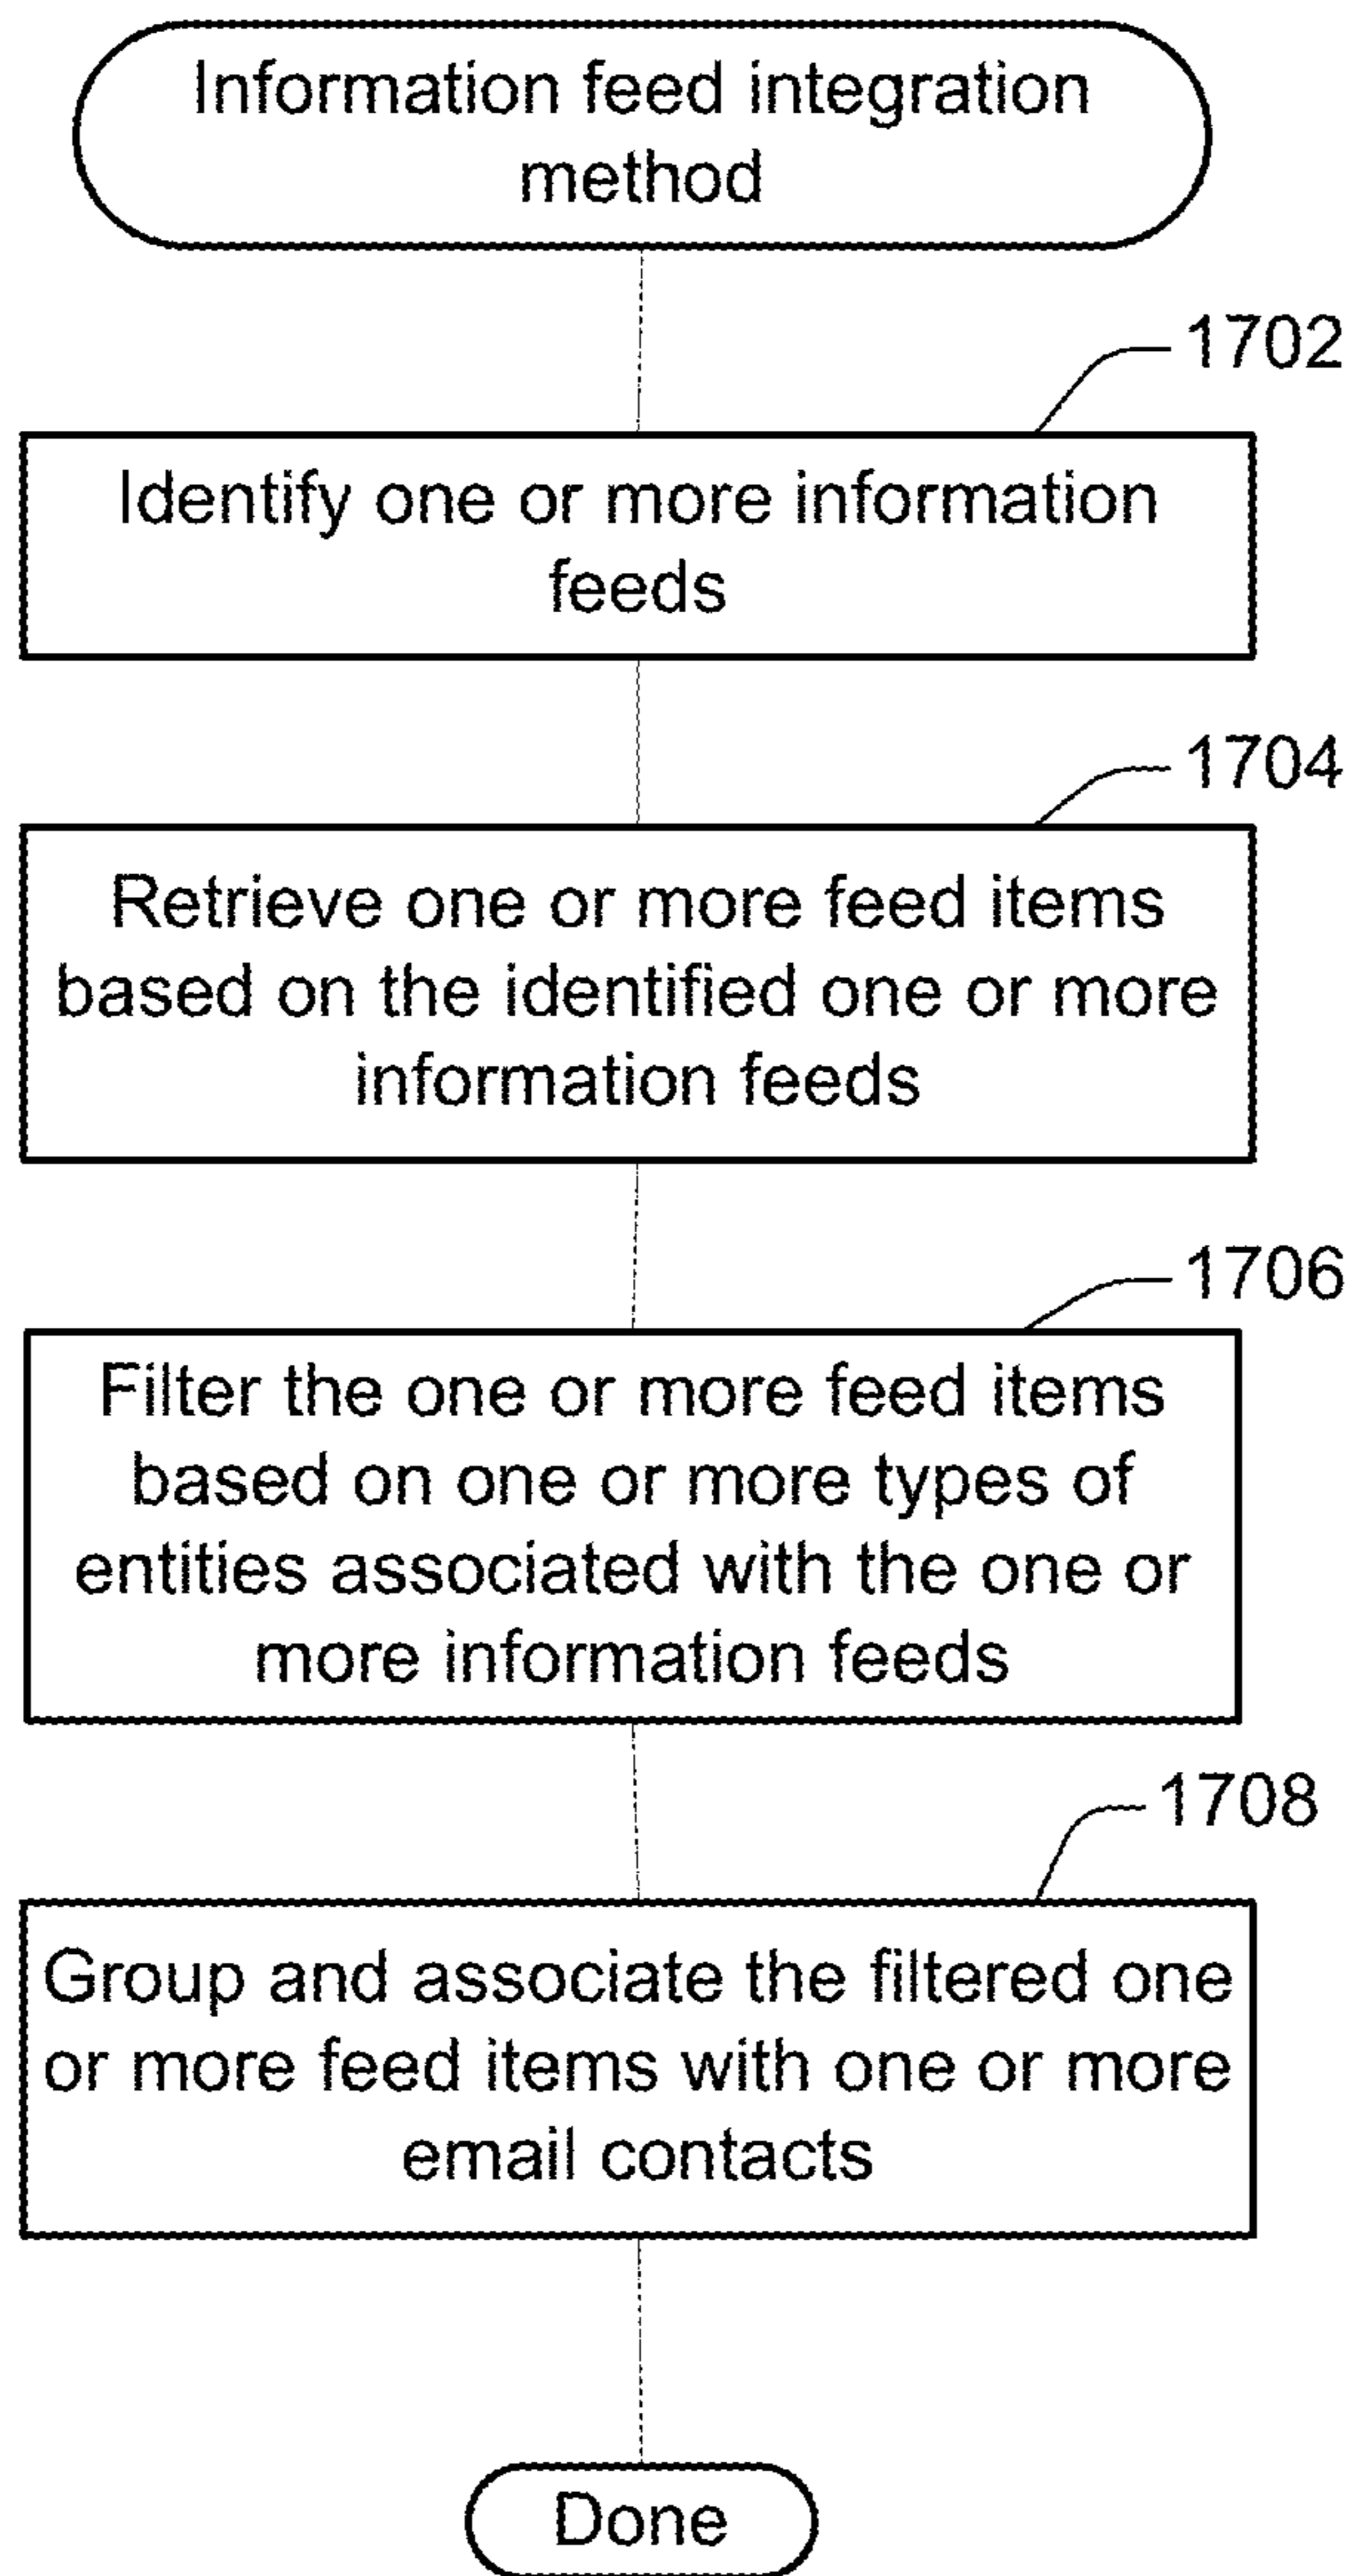 Information feed integration
method
1702
Identify one or more information
feeds
1704
Retrieve one or more feed items
based on the identified one or more
information feeds
1706
Filter the one or more feed items
based on one or more types of
entities associated with the one or
more information feeds
1708
Group and associate the filtered one
or more feed items with one or more
email contacts
Done